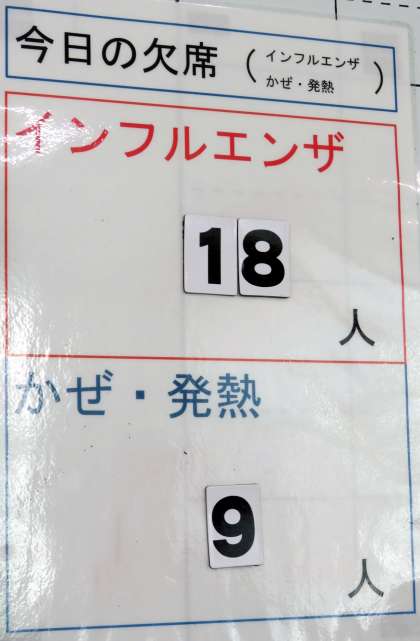 今日の欠席
(インフルエンザ
かぜ・発熱)
インフルエンザ
18
人
かぜ・発熱
9
人